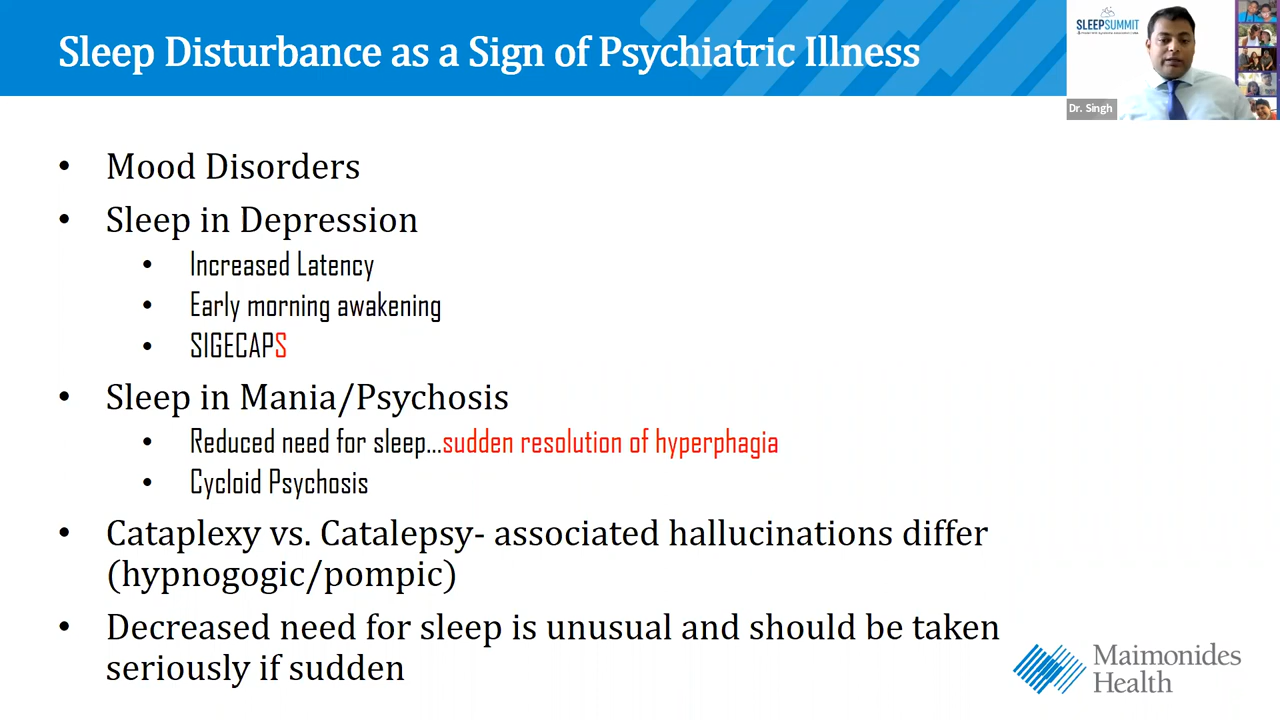 Sleep Disturbance as a Sign of Psychiatric Illness
SLEEPSUMMIT
Dr. Singh
• Mood Disorders
• Sleep in Depression
• Increased Latency
• Early morning awakening
• SIGECAPS
• Sleep in Mania/Psychosis
• Reduced need for sleep...sudden resolution of hyperphagia
• Cycloid Psychosis
• Cataplexy vs. Catalepsy- associated hallucinations differ
(hypnogogic/pompic)
• Decreased need for sleep is unusual and should be taken
seriously if sudden
Maimonides
Health